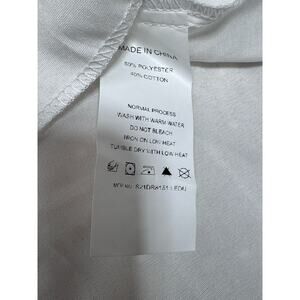 MADE IN CHINA
60% POLYESTER
40% COTTON
NORMAL PROCESS
WASH WITH WARM WATER
DO NOT BLEACH
IRON ON LOW HEAT
TUMBLE DRY WITH LOW HEAT